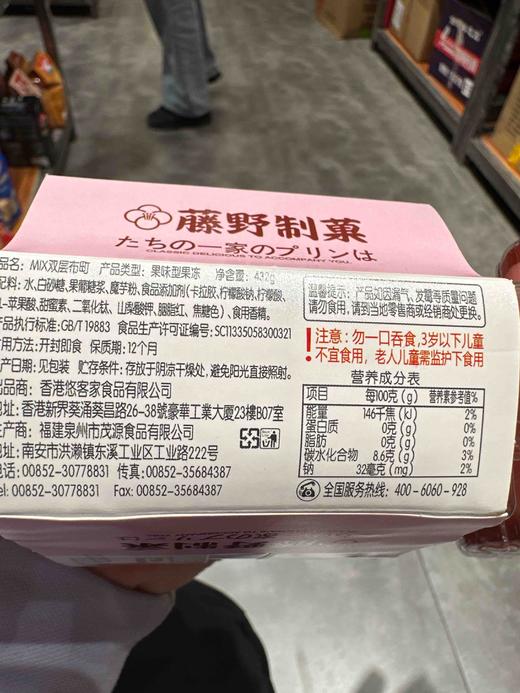 藤野制菓
たちの一家のプリンは
CLASSIC DELICIOUS TO ACCOMPANY YOU
品名：MIX双层布甸 产品类型：果味型果冻 净含量：432g
配料：水,白砂糖,果葡糖浆,魔芋粉,食品添加剂(卡拉胶,柠檬酸钠,柠檬酸,
L-苹果酸,甜蜜素,二氧化钛,山梨酸钾,胭脂红,焦糖色),食用香精。
产品执行标准：GB/T19883 食品生产许可证编号：SC11335058300321
食用方法：开封即食 保质期：12个月
生产日期：见包装 贮存条件：存放于阴凉干燥处，避免阳光直接照射。
出品商：香港悠客家食品有限公司
地址：香港新界葵涌葵昌路26-38號豪華工業大廈23樓B07室
生产商：福建泉州市茂源食品有限公司
地址：南安市洪濑镇东溪工业区工业路222号
电话：00852-30778831 传真：00852-35684387
Tel: 00852-30778831 Fax: 00852-35684387
温馨提示：产品如因漏气、发霉等质量问题
请勿食用，请到当地零售商或经销商处更换。
注意：勿一口吞食,3岁以下儿童
不宜食用，老人儿童需监护下食用
营养成分表
项目 每100克(g) 营养素参考值%
能量 146千焦(kJ) 2%
蛋白质 0克(g) 0%
脂肪 0克(g) 0%
碳水化合物 8.6克(g) 3%
钠 32毫克(mg) 2%
全国服务热线：400-6060-928